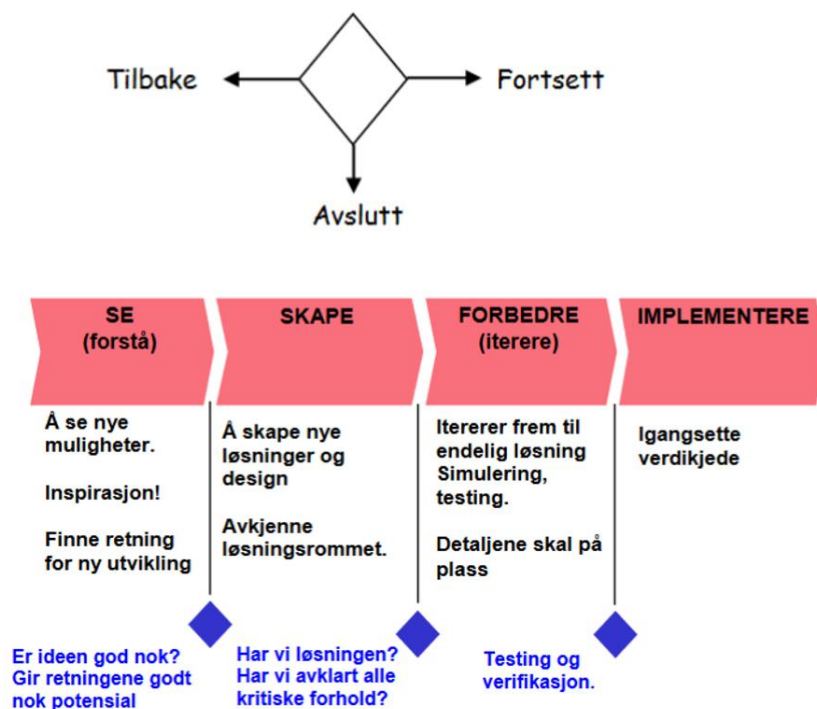 Tilbake
Fortsett
Avslutt
SE
(forstå)
SKAPE
FORBEDRE
(iterere)
IMPLEMENTERE
Å se nye
muligheter.
Inspirasjon!
Finne retning
for ny utvikling
Å skape nye
løsninger og
design
Avkjenne
løsningsrommet.
Itererer frem til
endelig løsning
Simulering,
testing.
Detaljene skal på
plass
Igangsette
verdikjede
Er ideen god nok?
Gir retningene godt
nok potensial
Har vi løsningen?
Har vi avklart alle
kritiske forhold?
Testing og
verifikasjon.